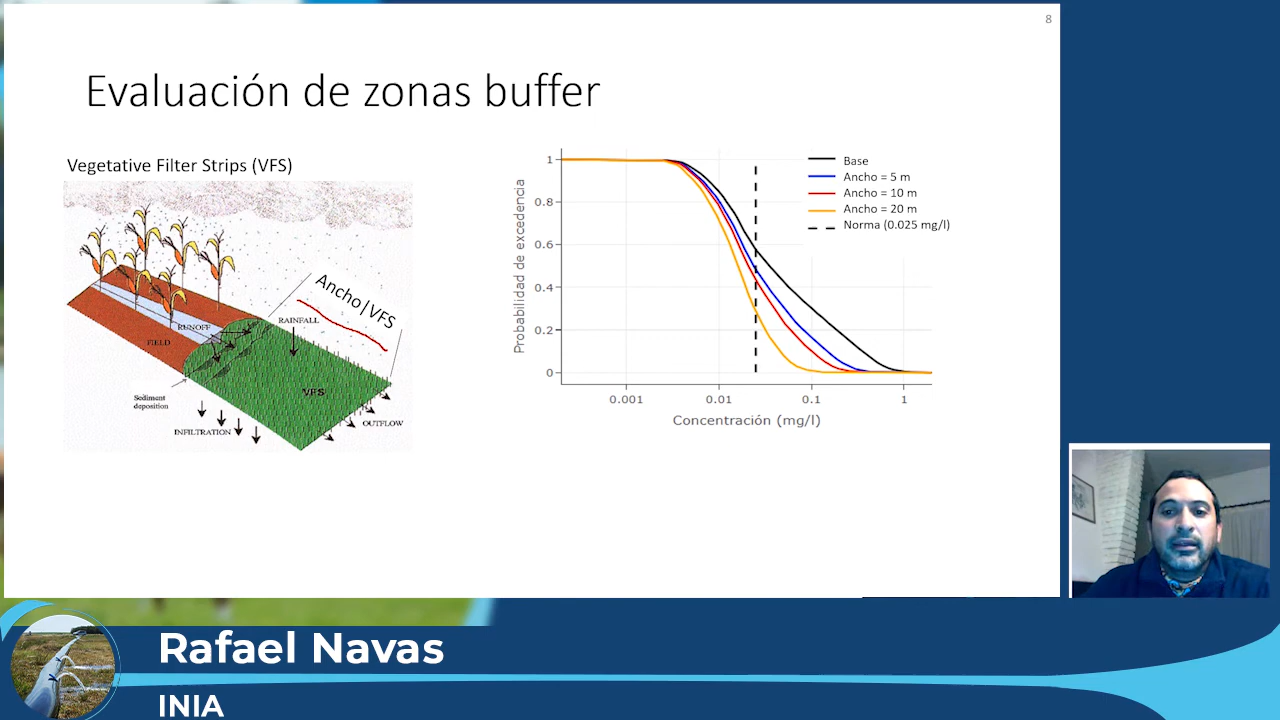 8
Evaluación de zonas buffer
Vegetative Filter Strips (VFS)
Ancho|VFS
RUNOFF
RAINFALL
FIELD
VFS
Sediment
deposition
INFILTRATION
OUTFLOW
Probabilidad de excedencia
1
0.8
0.6
0.4
0.2
0
0.001
0.01
0.1
1
Concentración (mg/l)
Base
Ancho = 5 m
Ancho = 10 m
Ancho = 20 m
Norma (0.025 mg/l)
Rafael Navas
INIA